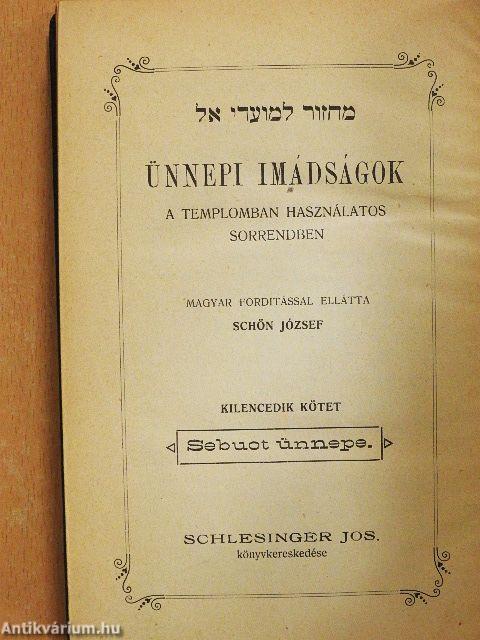 מחזור למועדי אל
ÜNNEPI IMÁDSÁGOK
A TEMPLOMBAN HASZNÁLATOS
SORRENDBEN
MAGYAR FORDITÁSSAL ELLÁTTA
SCHÖN JÓZSEF
KILENCEDIK KÖTET
Sebuot ünnepe.
SCHLESINGER JOS.
könyvkereskedése
Antikvárium.hu